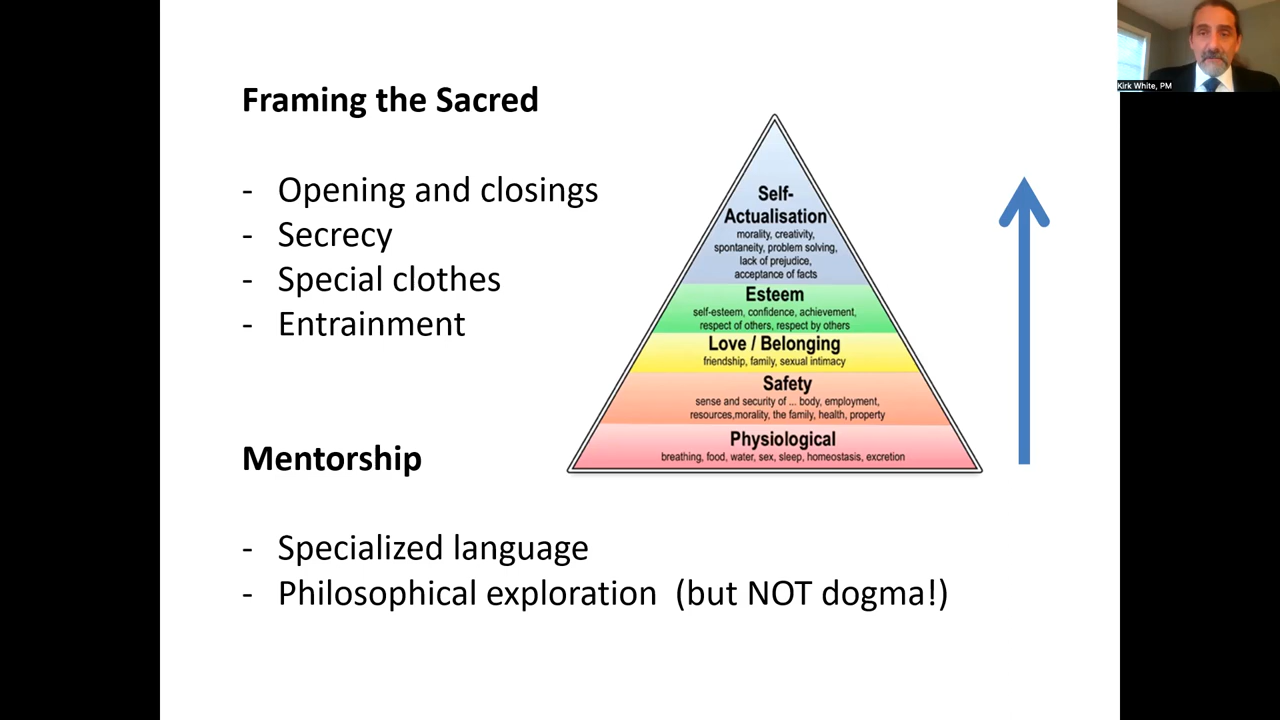 Framing the Sacred
- Opening and closings
- Secrecy
- Special clothes
- Entrainment
Mentorship
- Specialized language
- Philosophical exploration (but NOT dogma!)
Self-
Actualisation
morality, creativity,
spontaneity, problem solving,
lack of prejudice,
acceptance of facts
Esteem
self-esteem, confidence, achievement,
respect of others, respect by others
Love / Belonging
friendship, family, sexual intimacy
Safety
sense and security of ... body, employment,
resources,morality, the family, health, property
Physiological
breathing, food, water, sex, sleep, homeostasis, excretion
Kirk White, PM